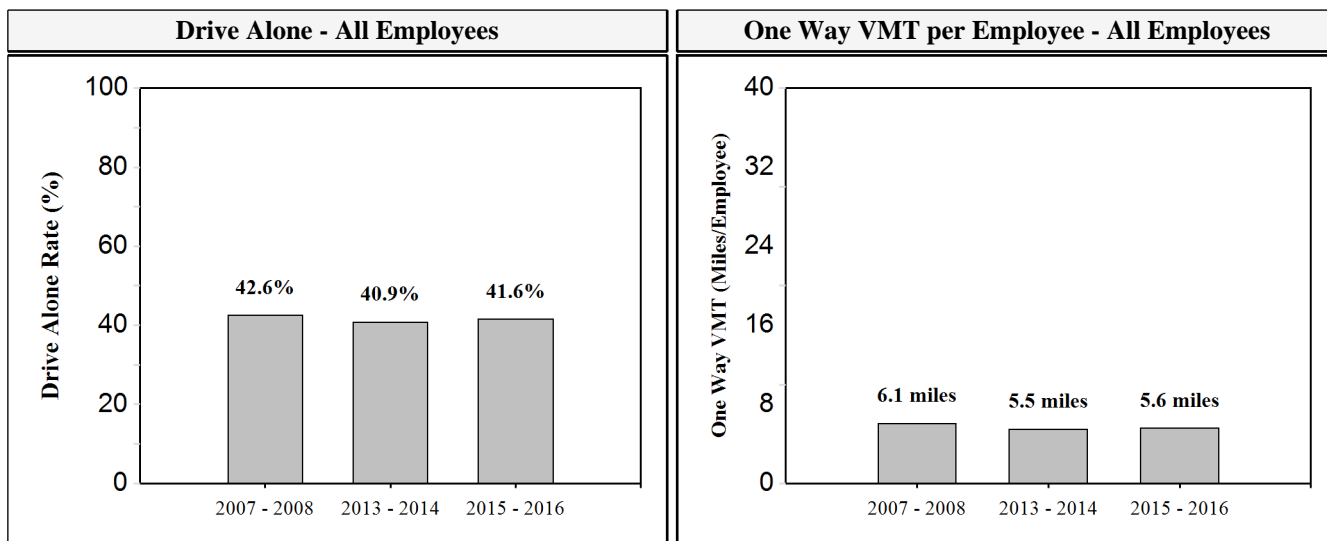 Drive Alone - All Employees
Drive Alone Rate (%)
100
80
60
40
20
0
42.6%
40.9%
41.6%
2007 - 2008
2013 - 2014
2015 - 2016
One Way VMT per Employee - All Employees
One Way VMT (Miles/Employee)
40
32
24
16
8
0
6.1 miles
5.5 miles
5.6 miles
2007 - 2008
2013 - 2014
2015 - 2016